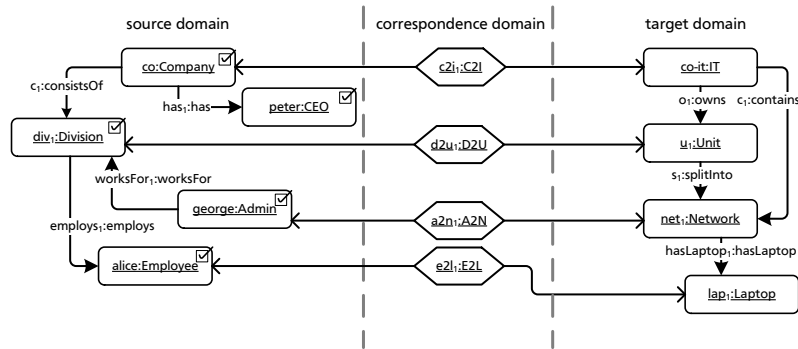 source domain
correspondence domain
target domain
co:Company
c2i₁:C2I
co-it:IT
c₁:consistsOf
has₁:has
peter:CEO
o₁:owns
c₁:contains
div₁:Division
d2u₁:D2U
u₁:Unit
worksFor₁:worksFor
s₁:splitInto
george:Admin
a2n₁:A2N
net₁:Network
employs₁:employs
hasLaptop₁:hasLaptop
alice:Employee
e2l₁:E2L
lap₁:Laptop